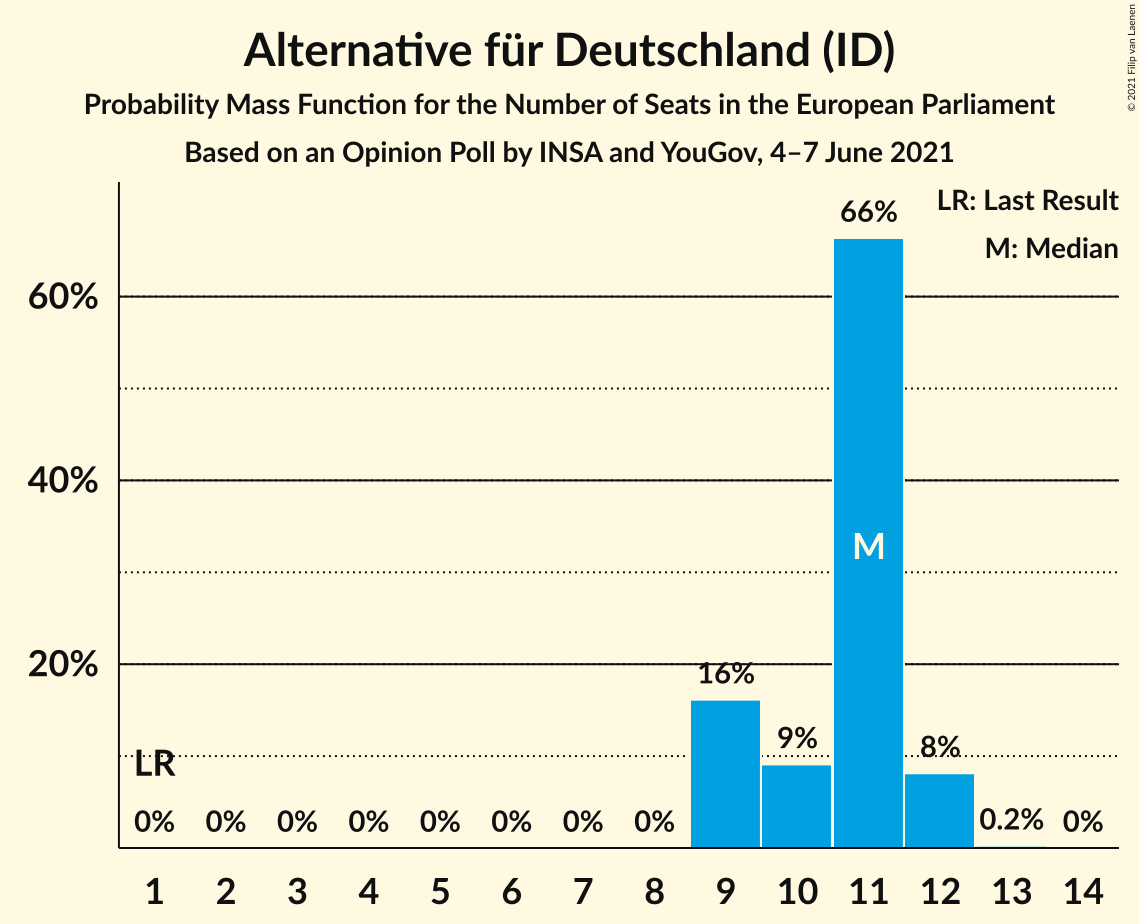 Alternative für Deutschland (ID)
Probability Mass Function for the Number of Seats in the European Parliament
Based on an Opinion Poll by INSA and YouGov, 4–7 June 2021
© 2021 Filip van Laenen
LR: Last Result
M: Median
66%
60%
40%
M
20%
16%
9%
8%
LR
0% 0% 0% 0% 0% 0% 0% 0% 0.2% 0%
1 2 3 4 5 6 7 8 9 10 11 12 13 14